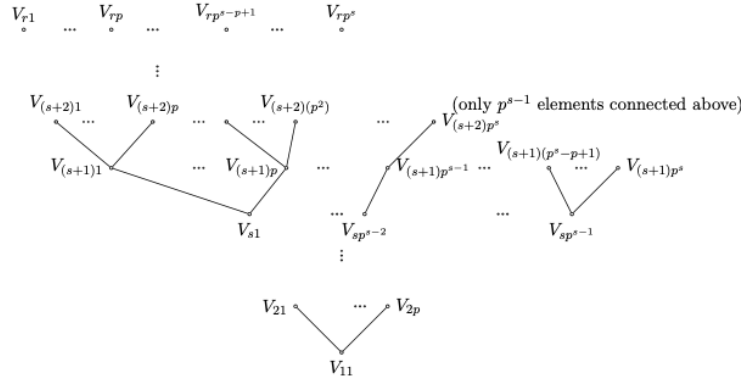 V_{r1} ... V_{rp} ... V_{rp^{s-p+1}} ... V_{rp^s}
⋮
V_{(s+2)1} ... V_{(s+2)p} ... ... V_{(s+2)(p^2)} ... V_{(s+2)p^s} (only p^{s-1} elements connected above)
V_{(s+1)1} ... V_{(s+1)p} ... V_{(s+1)p^{s-1}} ... V_{(s+1)(p^s-p+1)} ... V_{(s+1)p^s}
V_{s1} ... V_{sp^{s-2}} ... V_{sp^{s-1}}
⋮
V_{21} ... V_{2p}
V_{11}